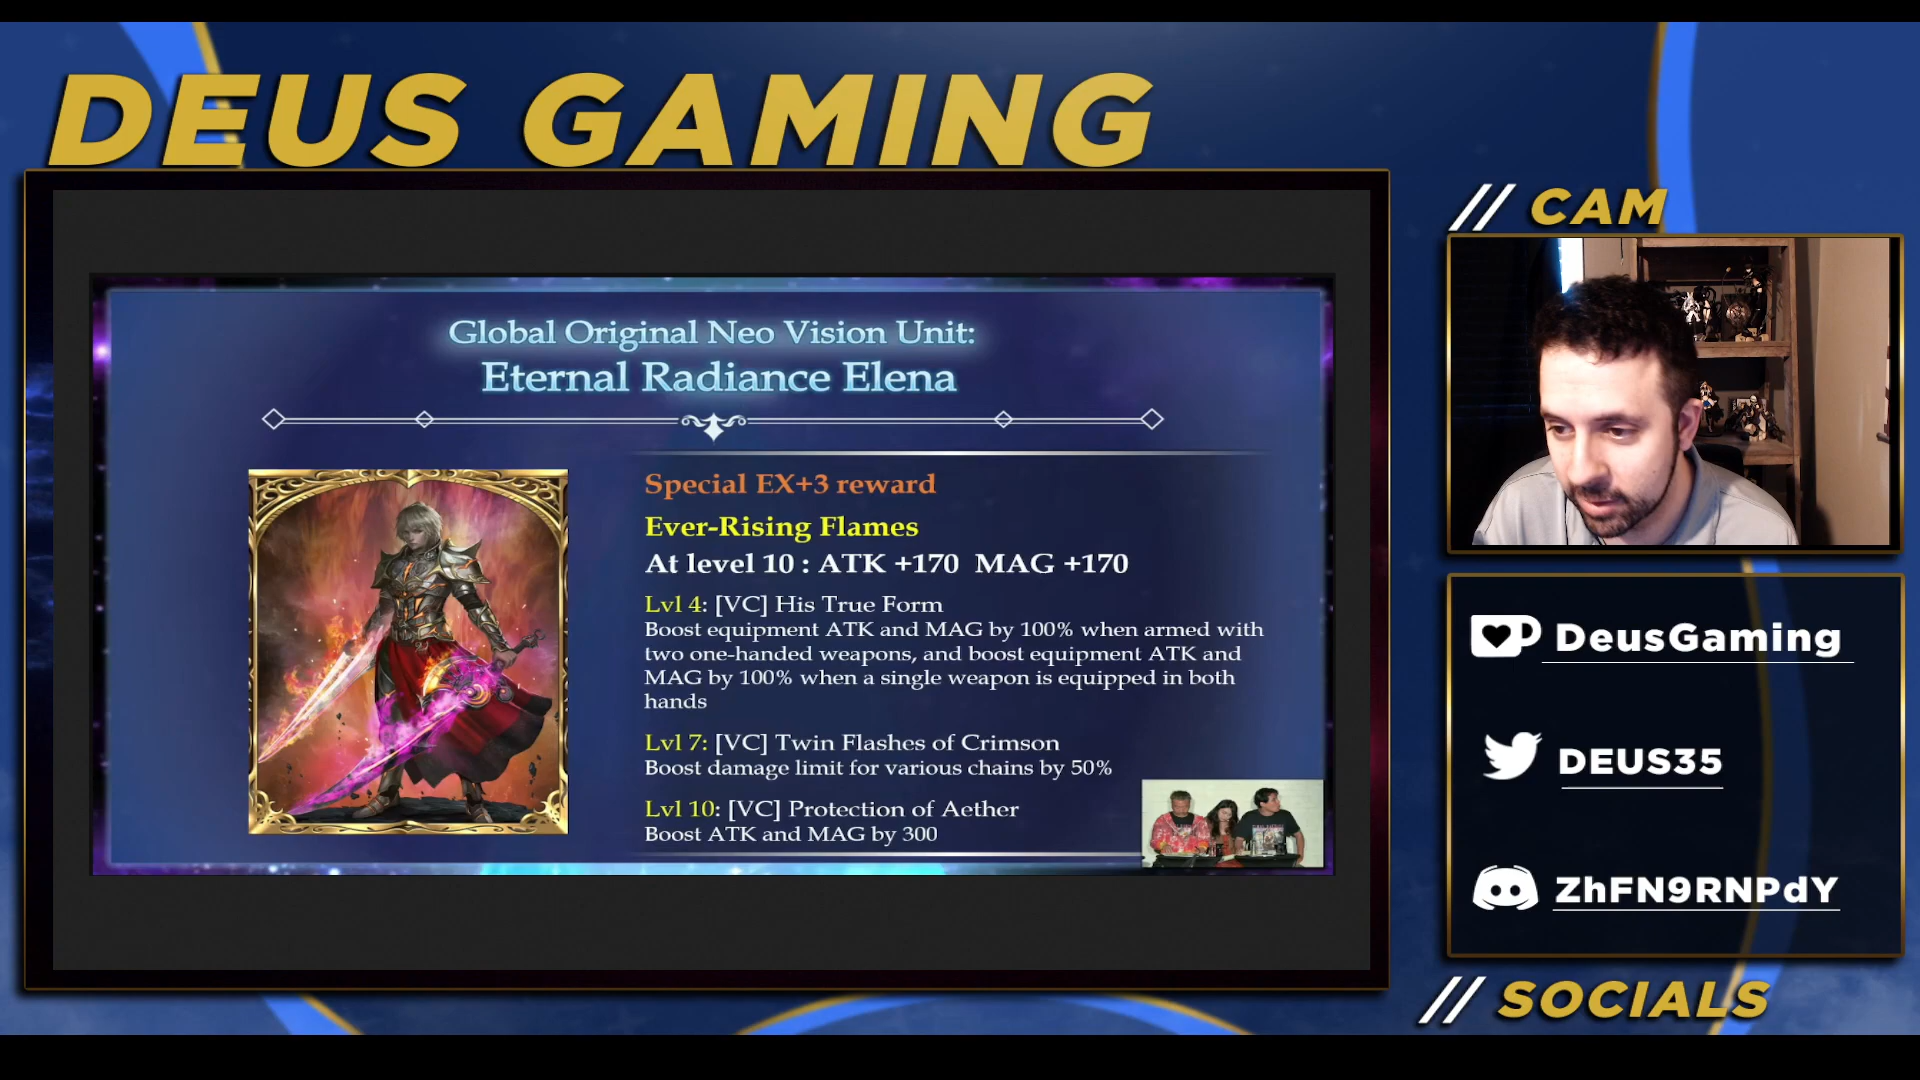 DEUS GAMING
// CAM
Global Original Neo Vision Unit:
Eternal Radiance Elena
Special EX+3 reward
Ever-Rising Flames
At level 10 : ATK +170 MAG +170
Lvl 4: [VC] His True Form
Boost equipment ATK and MAG by 100% when armed with
two one-handed weapons, and boost equipment ATK and
MAG by 100% when a single weapon is equipped in both
hands
Lvl 7: [VC] Twin Flashes of Crimson
Boost damage limit for various chains by 50%
Lvl 10: [VC] Protection of Aether
Boost ATK and MAG by 300
DeusGaming
DEUS35
ZhFN9RNPdY
// SOCIALS